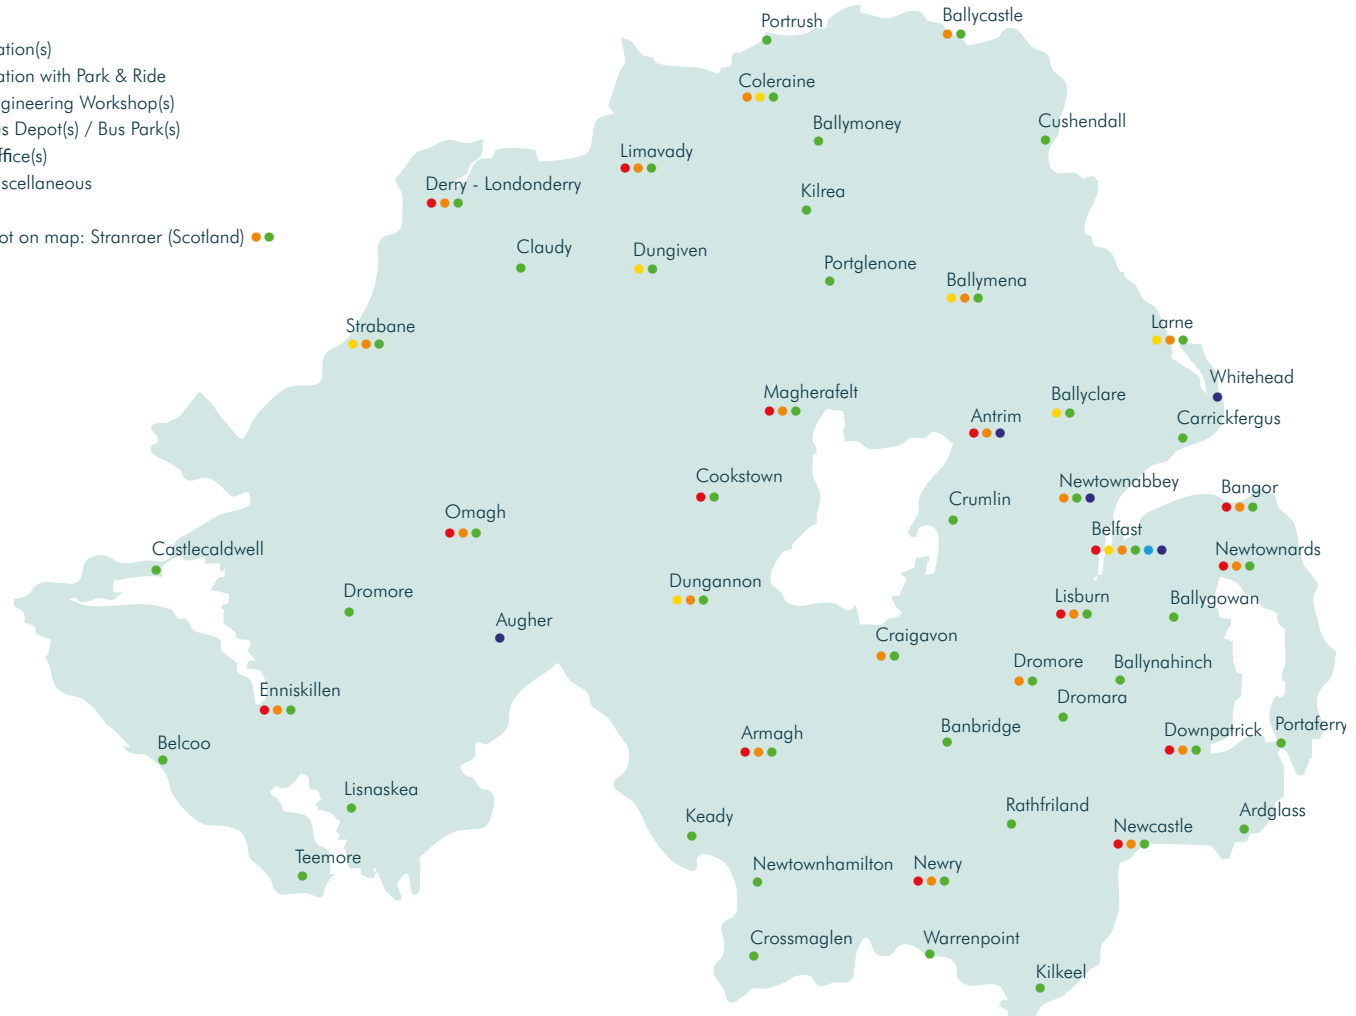 ation(s)
ation with Park & Ride
gineering Workshop(s)
s Depot(s) / Bus Park(s)
ffice(s)
scellaneous
ot on map: Stranraer (Scotland)
Portrush
Ballycastle
Coleraine
Ballymoney
Cushendall
Limavady
Derry - Londonderry
Kilrea
Claudy
Dungiven
Portglenone
Ballymena
Strabane
Larne
Whitehead
Magherafelt
Ballyclare
Antrim
Carrickfergus
Cookstown
Newtownabbey
Bangor
Crumlin
Omagh
Belfast
Castlecaldwell
Newtownards
Dungannon
Dromore
Lisburn
Ballygowan
Augher
Craigavon
Dromore
Ballynahinch
Enniskillen
Dromara
Belcoo
Armagh
Banbridge
Downpatrick
Portaferry
Lisnaskea
Keady
Rathfriland
Ardglass
Newcastle
Teemore
Newtownhamilton
Newry
Crossmaglen
Warrenpoint
Kilkeel